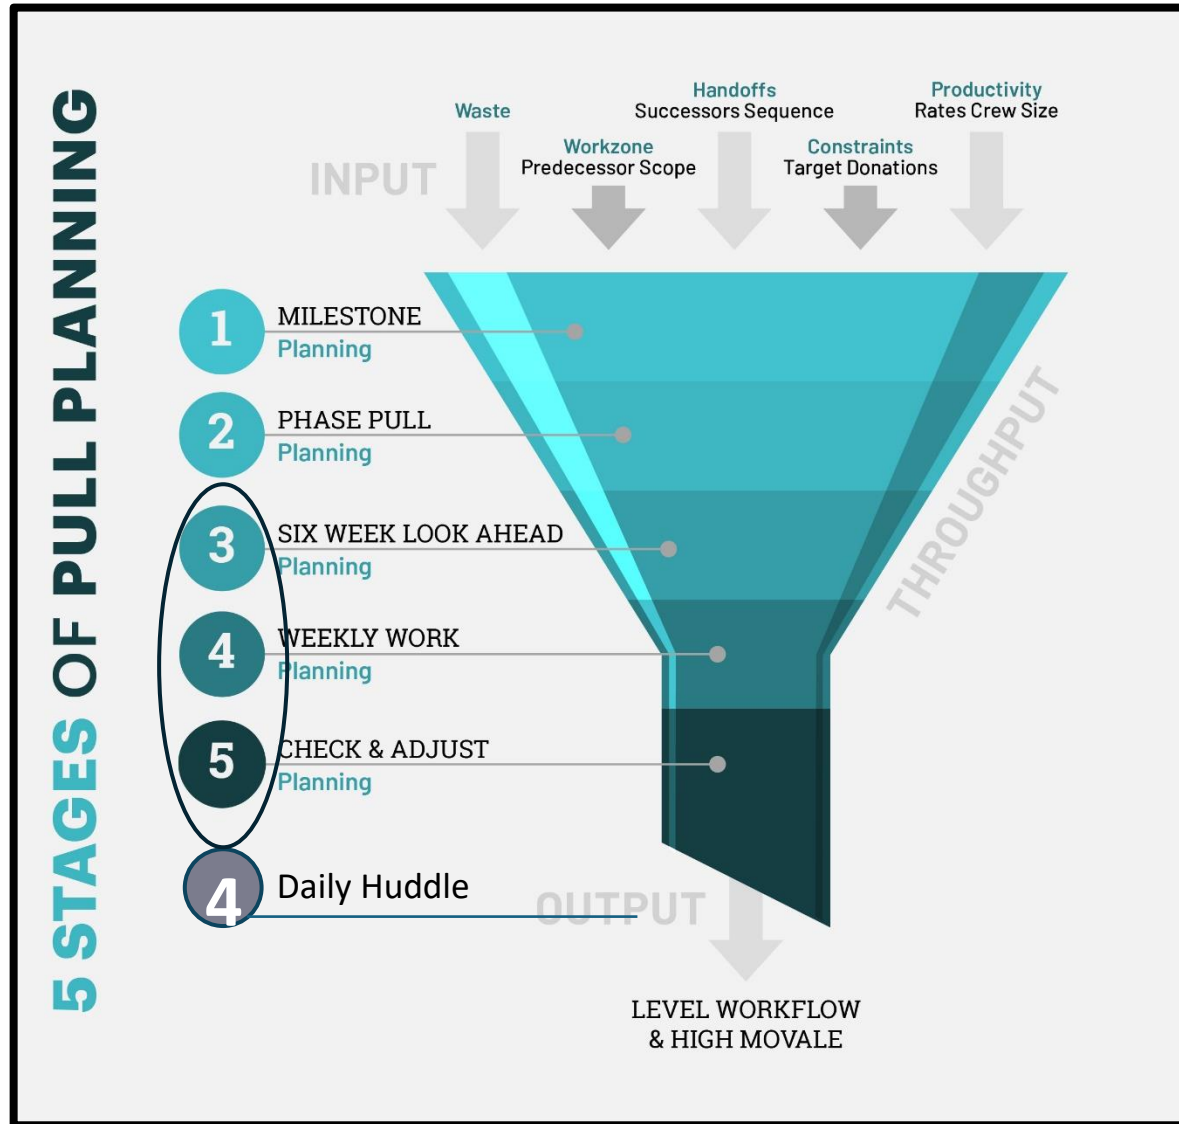 5 STAGES OF PULL PLANNING
INPUT
Waste
Workzone
Predecessor Scope
Handoffs
Successors Sequence
Constraints
Target Donations
Productivity
Rates Crew Size
1
MILESTONE
Planning
2
PHASE PULL
Planning
3
SIX WEEK LOOK AHEAD
Planning
4
WEEKLY WORK
Planning
5
CHECK & ADJUST
Planning
4
Daily Huddle
THROUGHPUT
OUTPUT
LEVEL WORKFLOW
& HIGH MOVALE